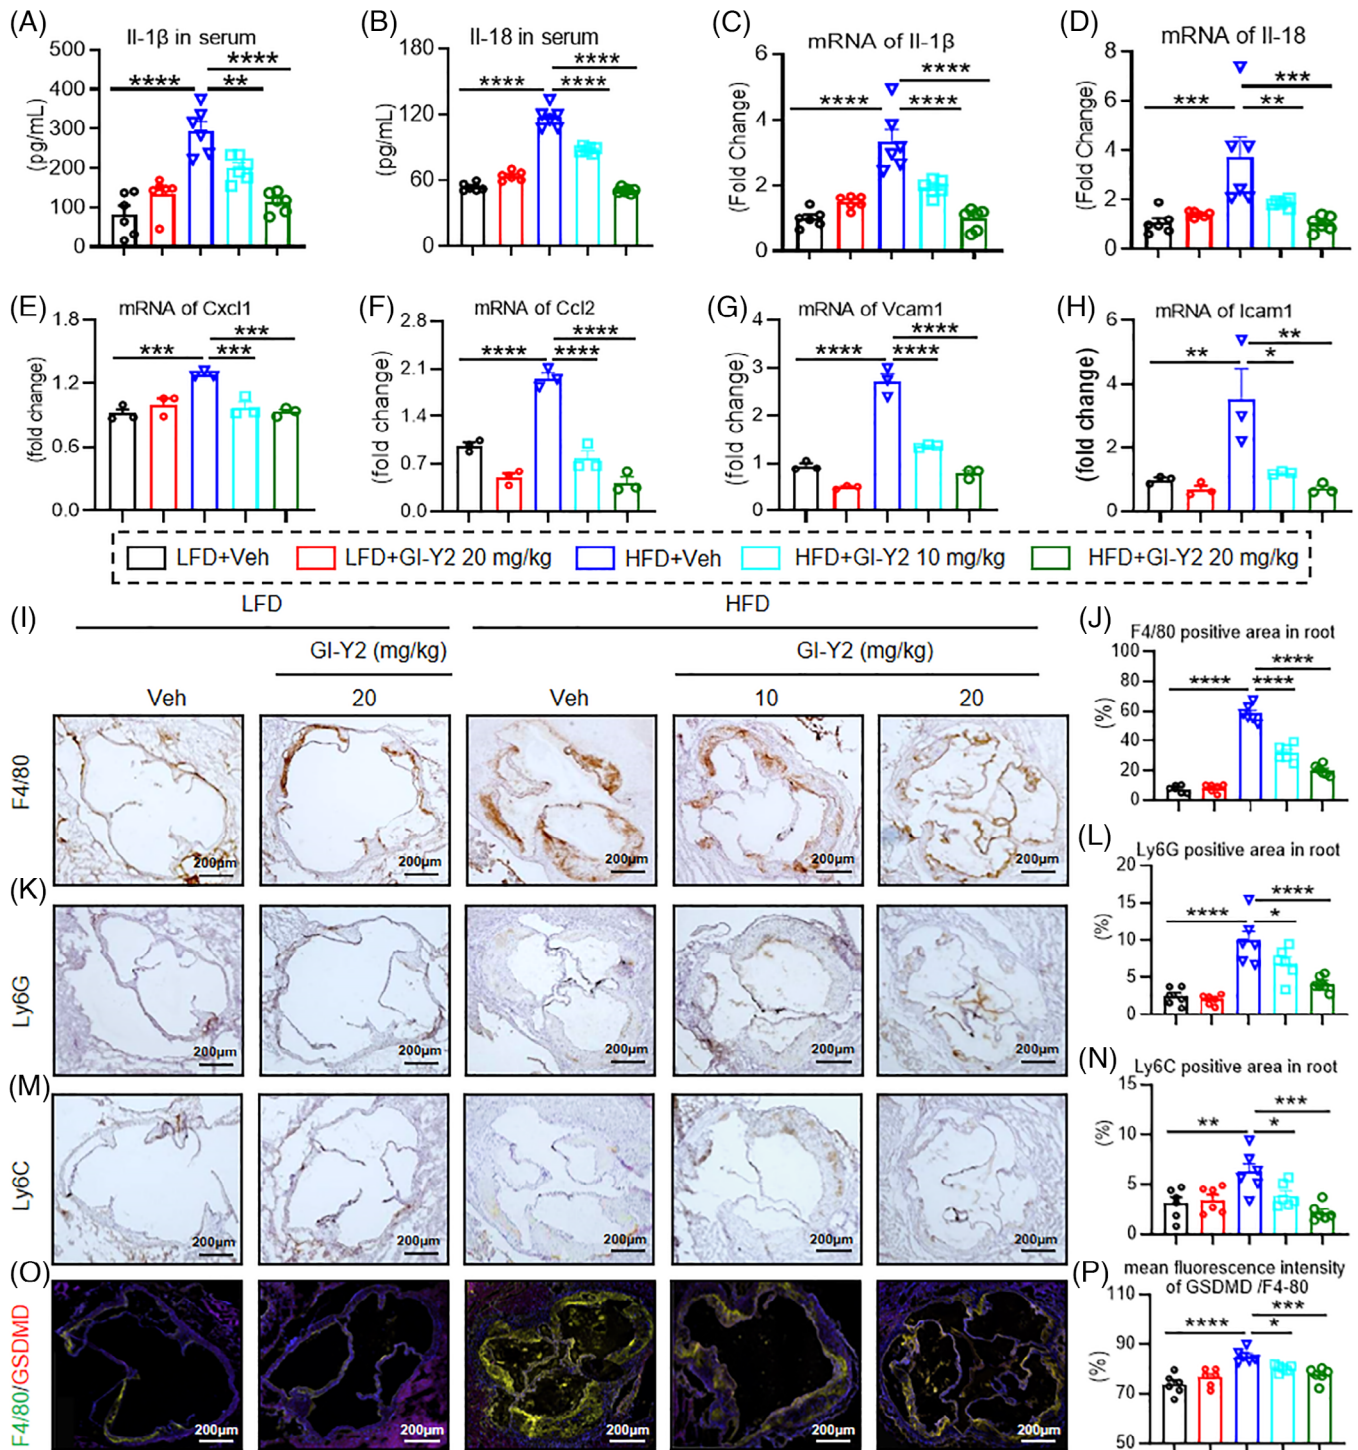 (A)
Il-1β in serum
(pg/mL)
500
400
300
200
100
0
****
**
****
(B)
Il-18 in serum
(pg/mL)
180
120
60
0
****
****
****
(C)
mRNA of Il-1β
(Fold Change)
6
4
2
0
****
****
****
(D)
mRNA of Il-18
(Fold Change)
8
6
4
2
0
***
**
***
(E)
mRNA of Cxcl1
(fold change)
1.8
1.2
0.6
0.0
***
***
***
(F)
mRNA of Ccl2
(fold change)
2.8
2.1
1.4
0.7
0.0
****
****
****
(G)
mRNA of Vcam1
(fold change)
4
3
2
1
0
****
****
****
(H)
mRNA of Icam1
(fold change)
6
4
2
0
**
*
**
LFD+Veh
LFD+GI-Y2 20 mg/kg
HFD+Veh
HFD+GI-Y2 10 mg/kg
HFD+GI-Y2 20 mg/kg
(I)
LFD
HFD
GI-Y2 (mg/kg)
GI-Y2 (mg/kg)
Veh
20
Veh
10
20
F4/80
200μm
200μm
200μm
200μm
200μm
(J)
F4/80 positive area in root
(%)
100
80
60
40
20
0
****
****
****
(K)
Ly6G
200μm
200μm
200μm
200μm
200μm
(L)
Ly6G positive area in root
(%)
20
15
10
5
0
****
*
****
(M)
Ly6C
200μm
200μm
200μm
200μm
200μm
(N)
Ly6C positive area in root
(%)
15
10
5
0
**
*
***
(O)
F4/80/GSDMD
200μm
200μm
200μm
200μm
200μm
(P)
mean fluorescence intensity
of GSDMD /F4-80
(%)
110
90
70
50
****
*
***